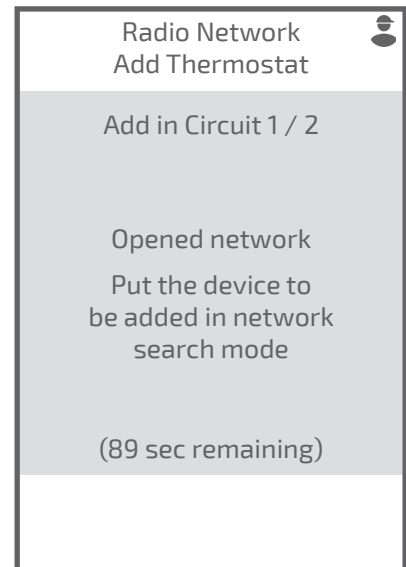 Radio Network
Add Thermostat
Add in Circuit 1 / 2
Opened network
Put the device to
be added in network
search mode
(89 sec remaining)